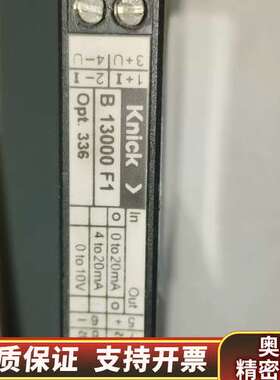 Knick >
B 13000 F1
Opt. 336
1+I 2-I
3+U 4-U
In
Out
0 to 20mA
4 to 20mA
0 to 10V
奥
质保证 支持开票
精密